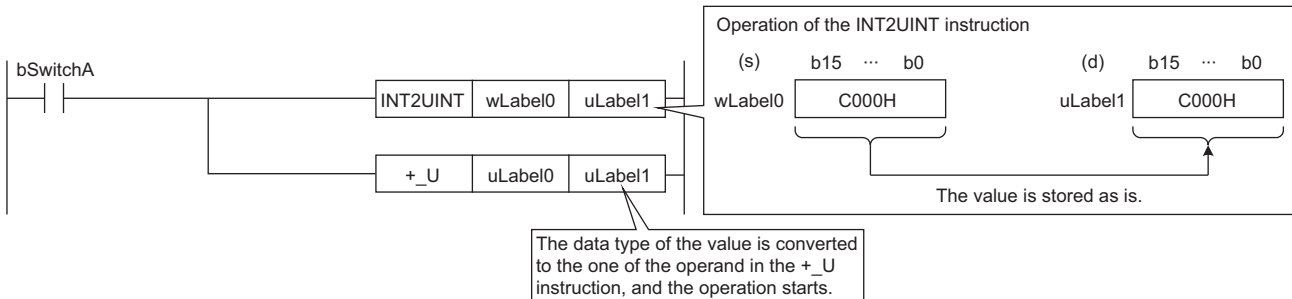 Operation of the INT2UINT instruction
bSwitchA
(s) b15 ... b0 (d) b15 ... b0
INT2UINT wLabel0 uLabel1 wLabel0 C000H uLabel1 C000H
+_U uLabel0 uLabel1
The value is stored as is.
The data type of the value is converted
to the one of the operand in the +_U
instruction, and the operation starts.